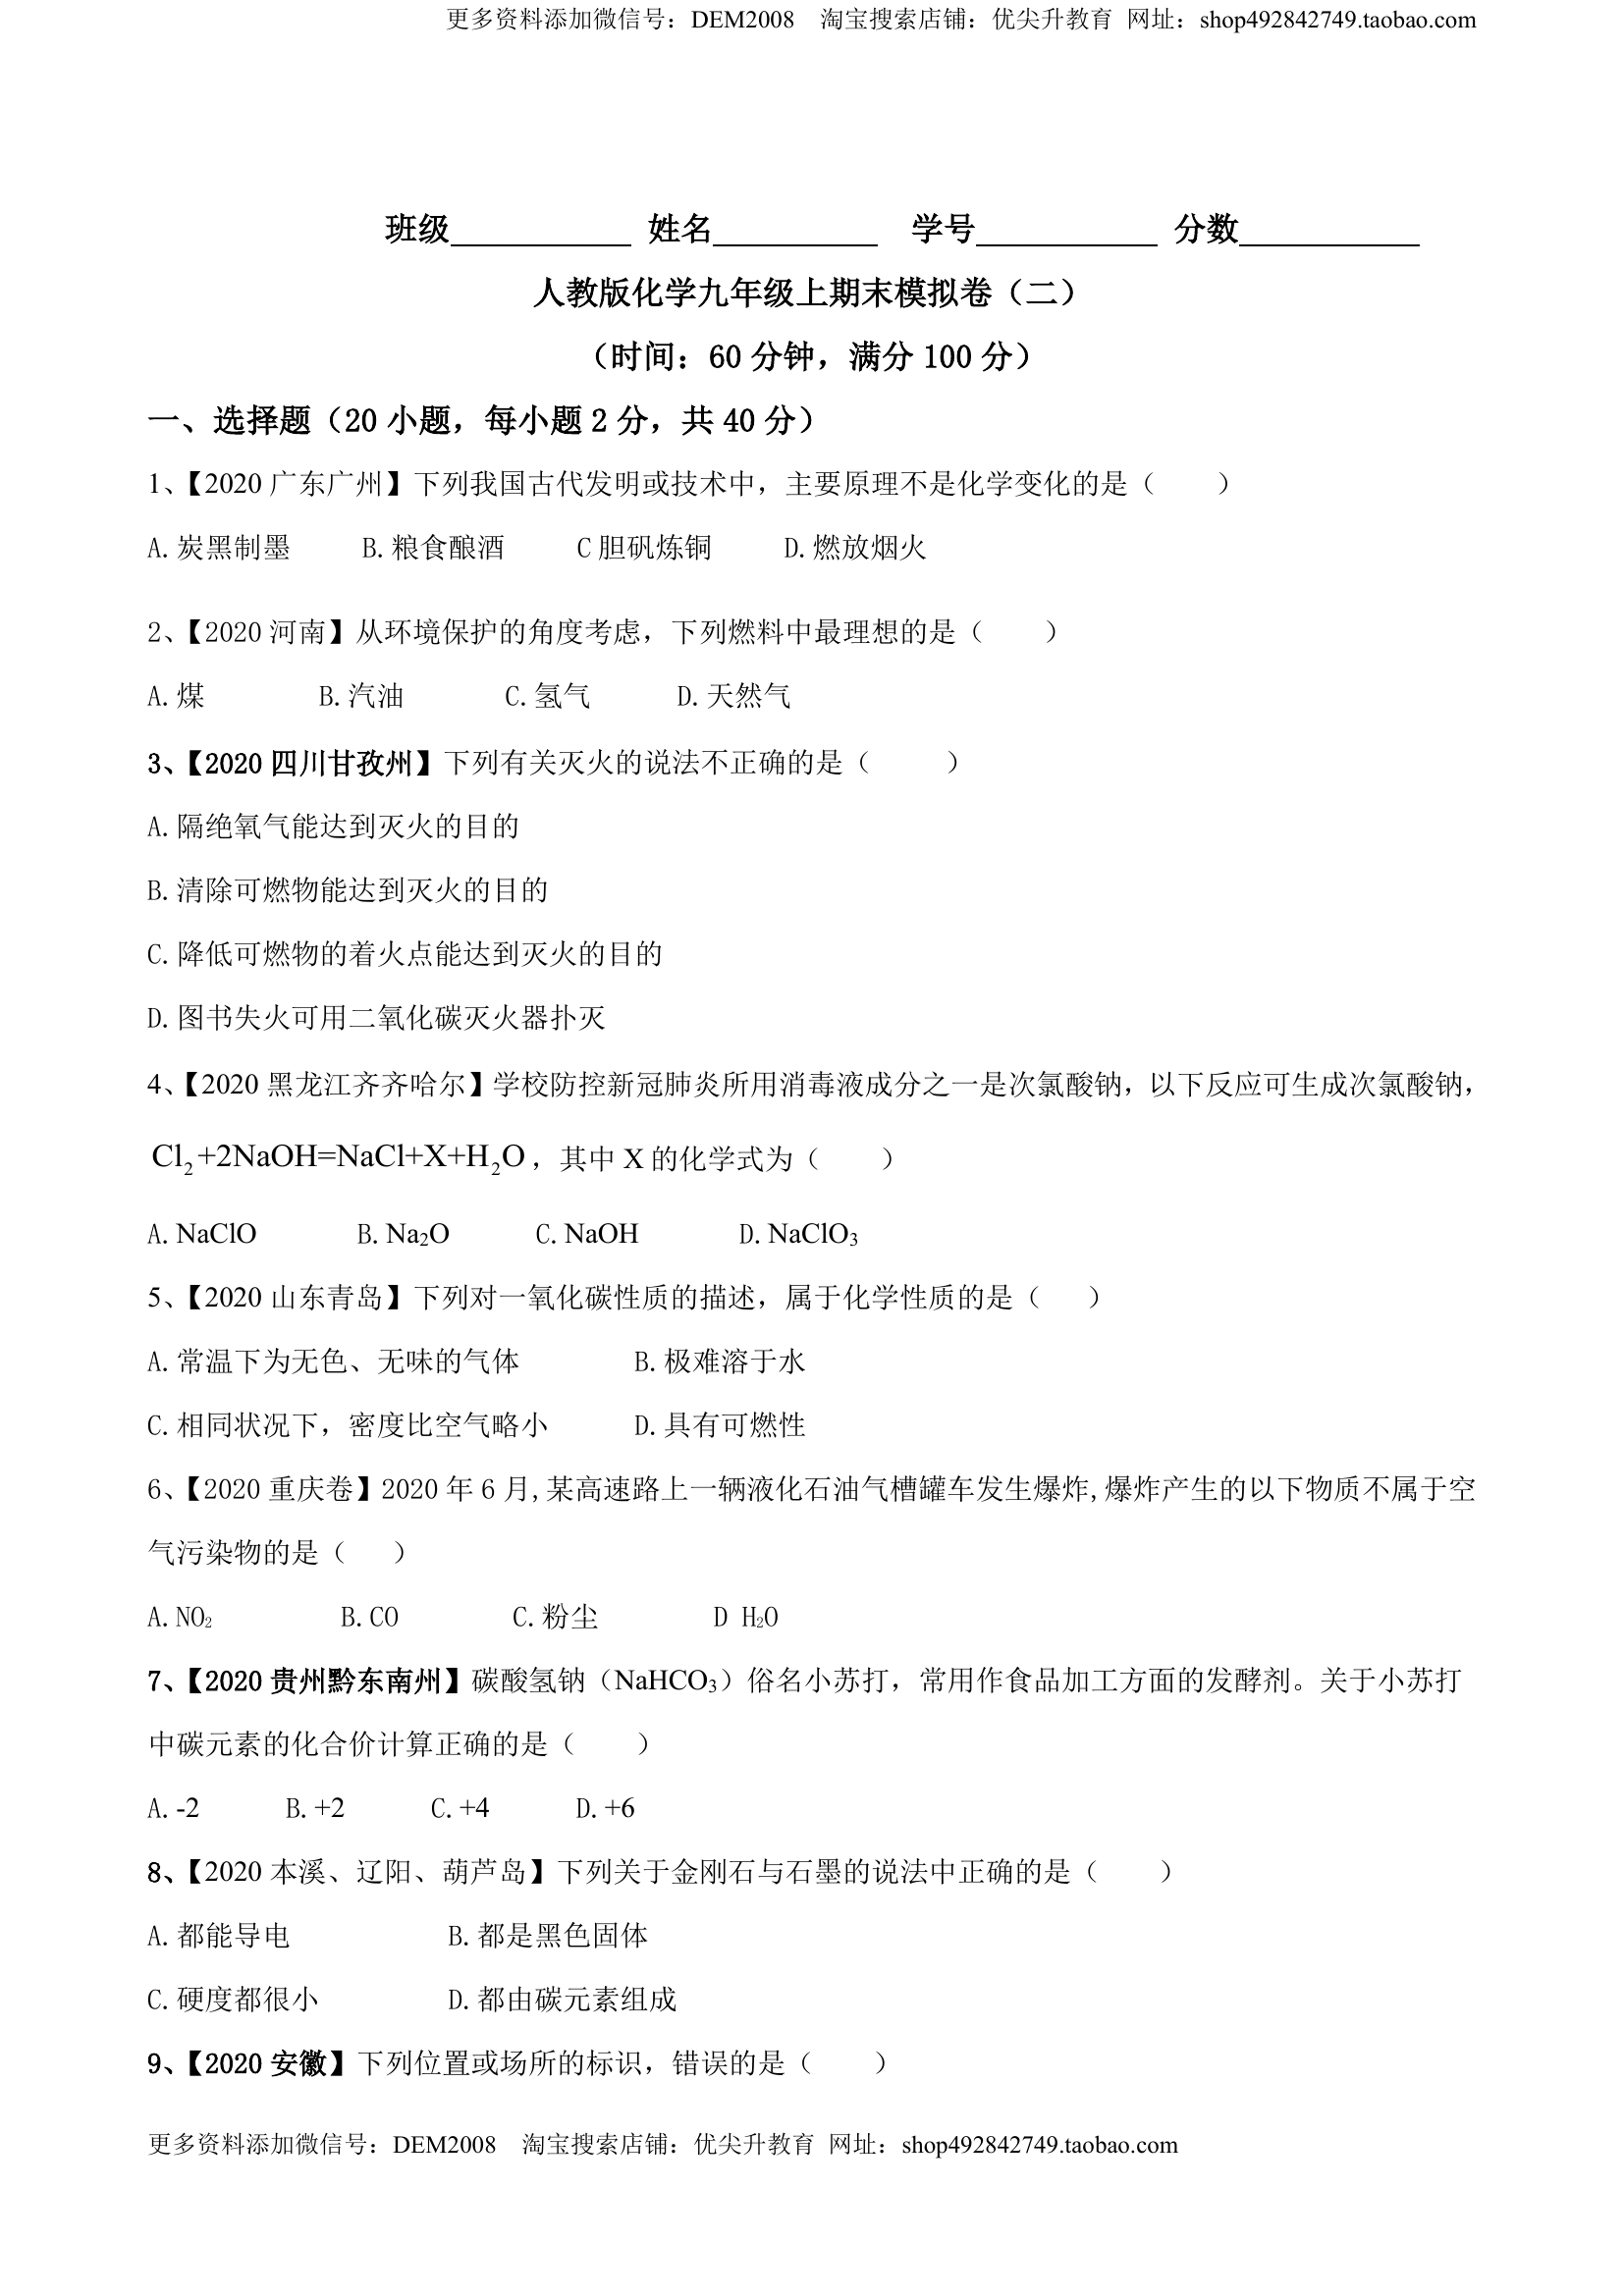 更多资料添加微信号：DEM2008 淘宝搜索店铺：优尖升教育 网址：shop492842749.taobao.com
班级___________ 姓名__________ 学号___________ 分数___________
人教版化学九年级上期末模拟卷（二）
（时间：60 分钟，满分 100 分）
一、选择题（20 小题，每小题 2 分，共 40 分）
1、【2020 广东广州】下列我国古代发明或技术中，主要原理不是化学变化的是（ ）
A.炭黑制墨 B.粮食酿酒 C 胆矾炼铜 D.燃放烟火
2、【2020 河南】从环境保护的角度考虑，下列燃料中最理想的是（ ）
A.煤 B.汽油 C.氢气 D.天然气
3、【2020 四川甘孜州】下列有关灭火的说法不正确的是（ ）
A.隔绝氧气能达到灭火的目的
B.清除可燃物能达到灭火的目的
C.降低可燃物的着火点能达到灭火的目的
D.图书失火可用二氧化碳灭火器扑灭
4、【2020 黑龙江齐齐哈尔】学校防控新冠肺炎所用消毒液成分之一是次氯酸钠，以下反应可生成次氯酸钠，
Cl₂+2NaOH=NaCl+X+H₂O，其中 X 的化学式为（ ）
A.NaClO B.Na₂O C.NaOH D.NaClO₃
5、【2020 山东青岛】下列对一氧化碳性质的描述，属于化学性质的是（ ）
A.常温下为无色、无味的气体 B.极难溶于水
C.相同状况下，密度比空气略小 D.具有可燃性
6、【2020 重庆卷】2020 年 6 月,某高速路上一辆液化石油气槽罐车发生爆炸,爆炸产生的以下物质不属于空
气污染物的是（ ）
A.NO₂ B.CO C.粉尘 D H₂O
7、【2020 贵州黔东南州】碳酸氢钠（NaHCO₃）俗名小苏打，常用作食品加工方面的发酵剂。关于小苏打
中碳元素的化合价计算正确的是（ ）
A.-2 B.+2 C.+4 D.+6
8、【2020 本溪、辽阳、葫芦岛】下列关于金刚石与石墨的说法中正确的是（ ）
A.都能导电 B.都是黑色固体
C.硬度都很小 D.都由碳元素组成
9、【2020 安徽】下列位置或场所的标识，错误的是（ ）
更多资料添加微信号：DEM2008 淘宝搜索店铺：优尖升教育 网址：shop492842749.taobao.com